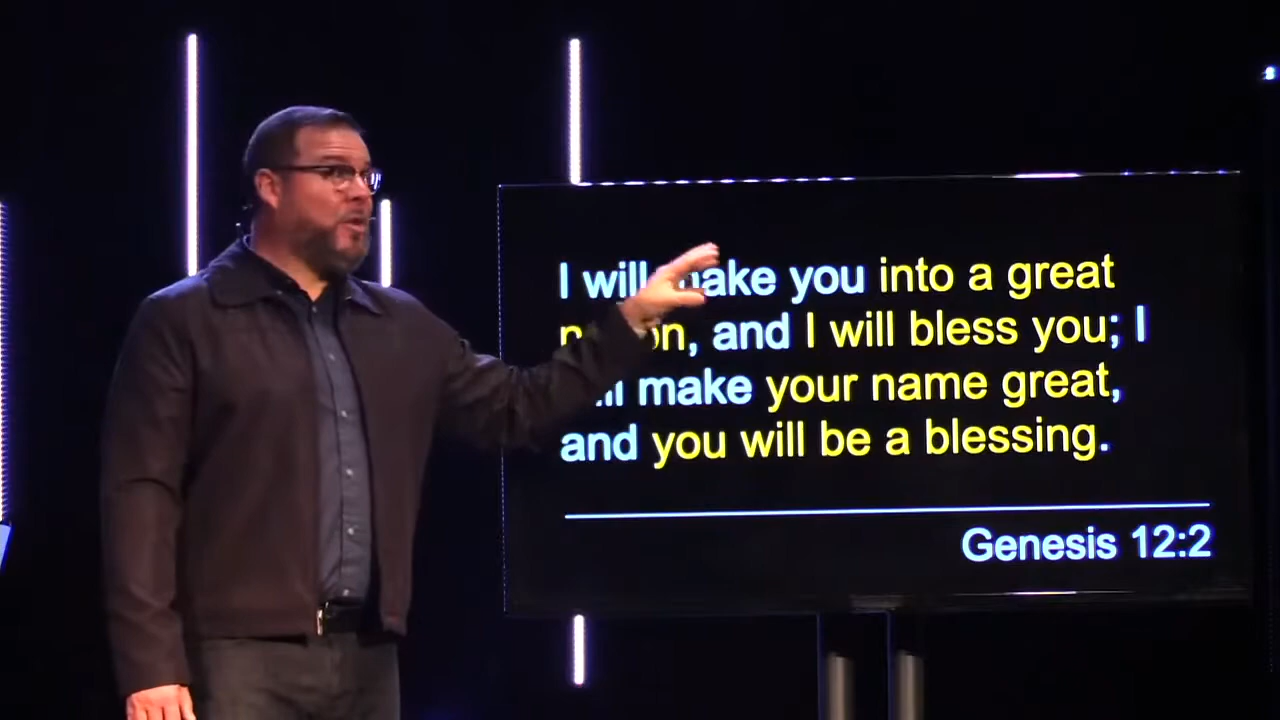 I will make you into a great
and I will bless you; I
make your name great,
and you will be a blessing.
Genesis 12:2